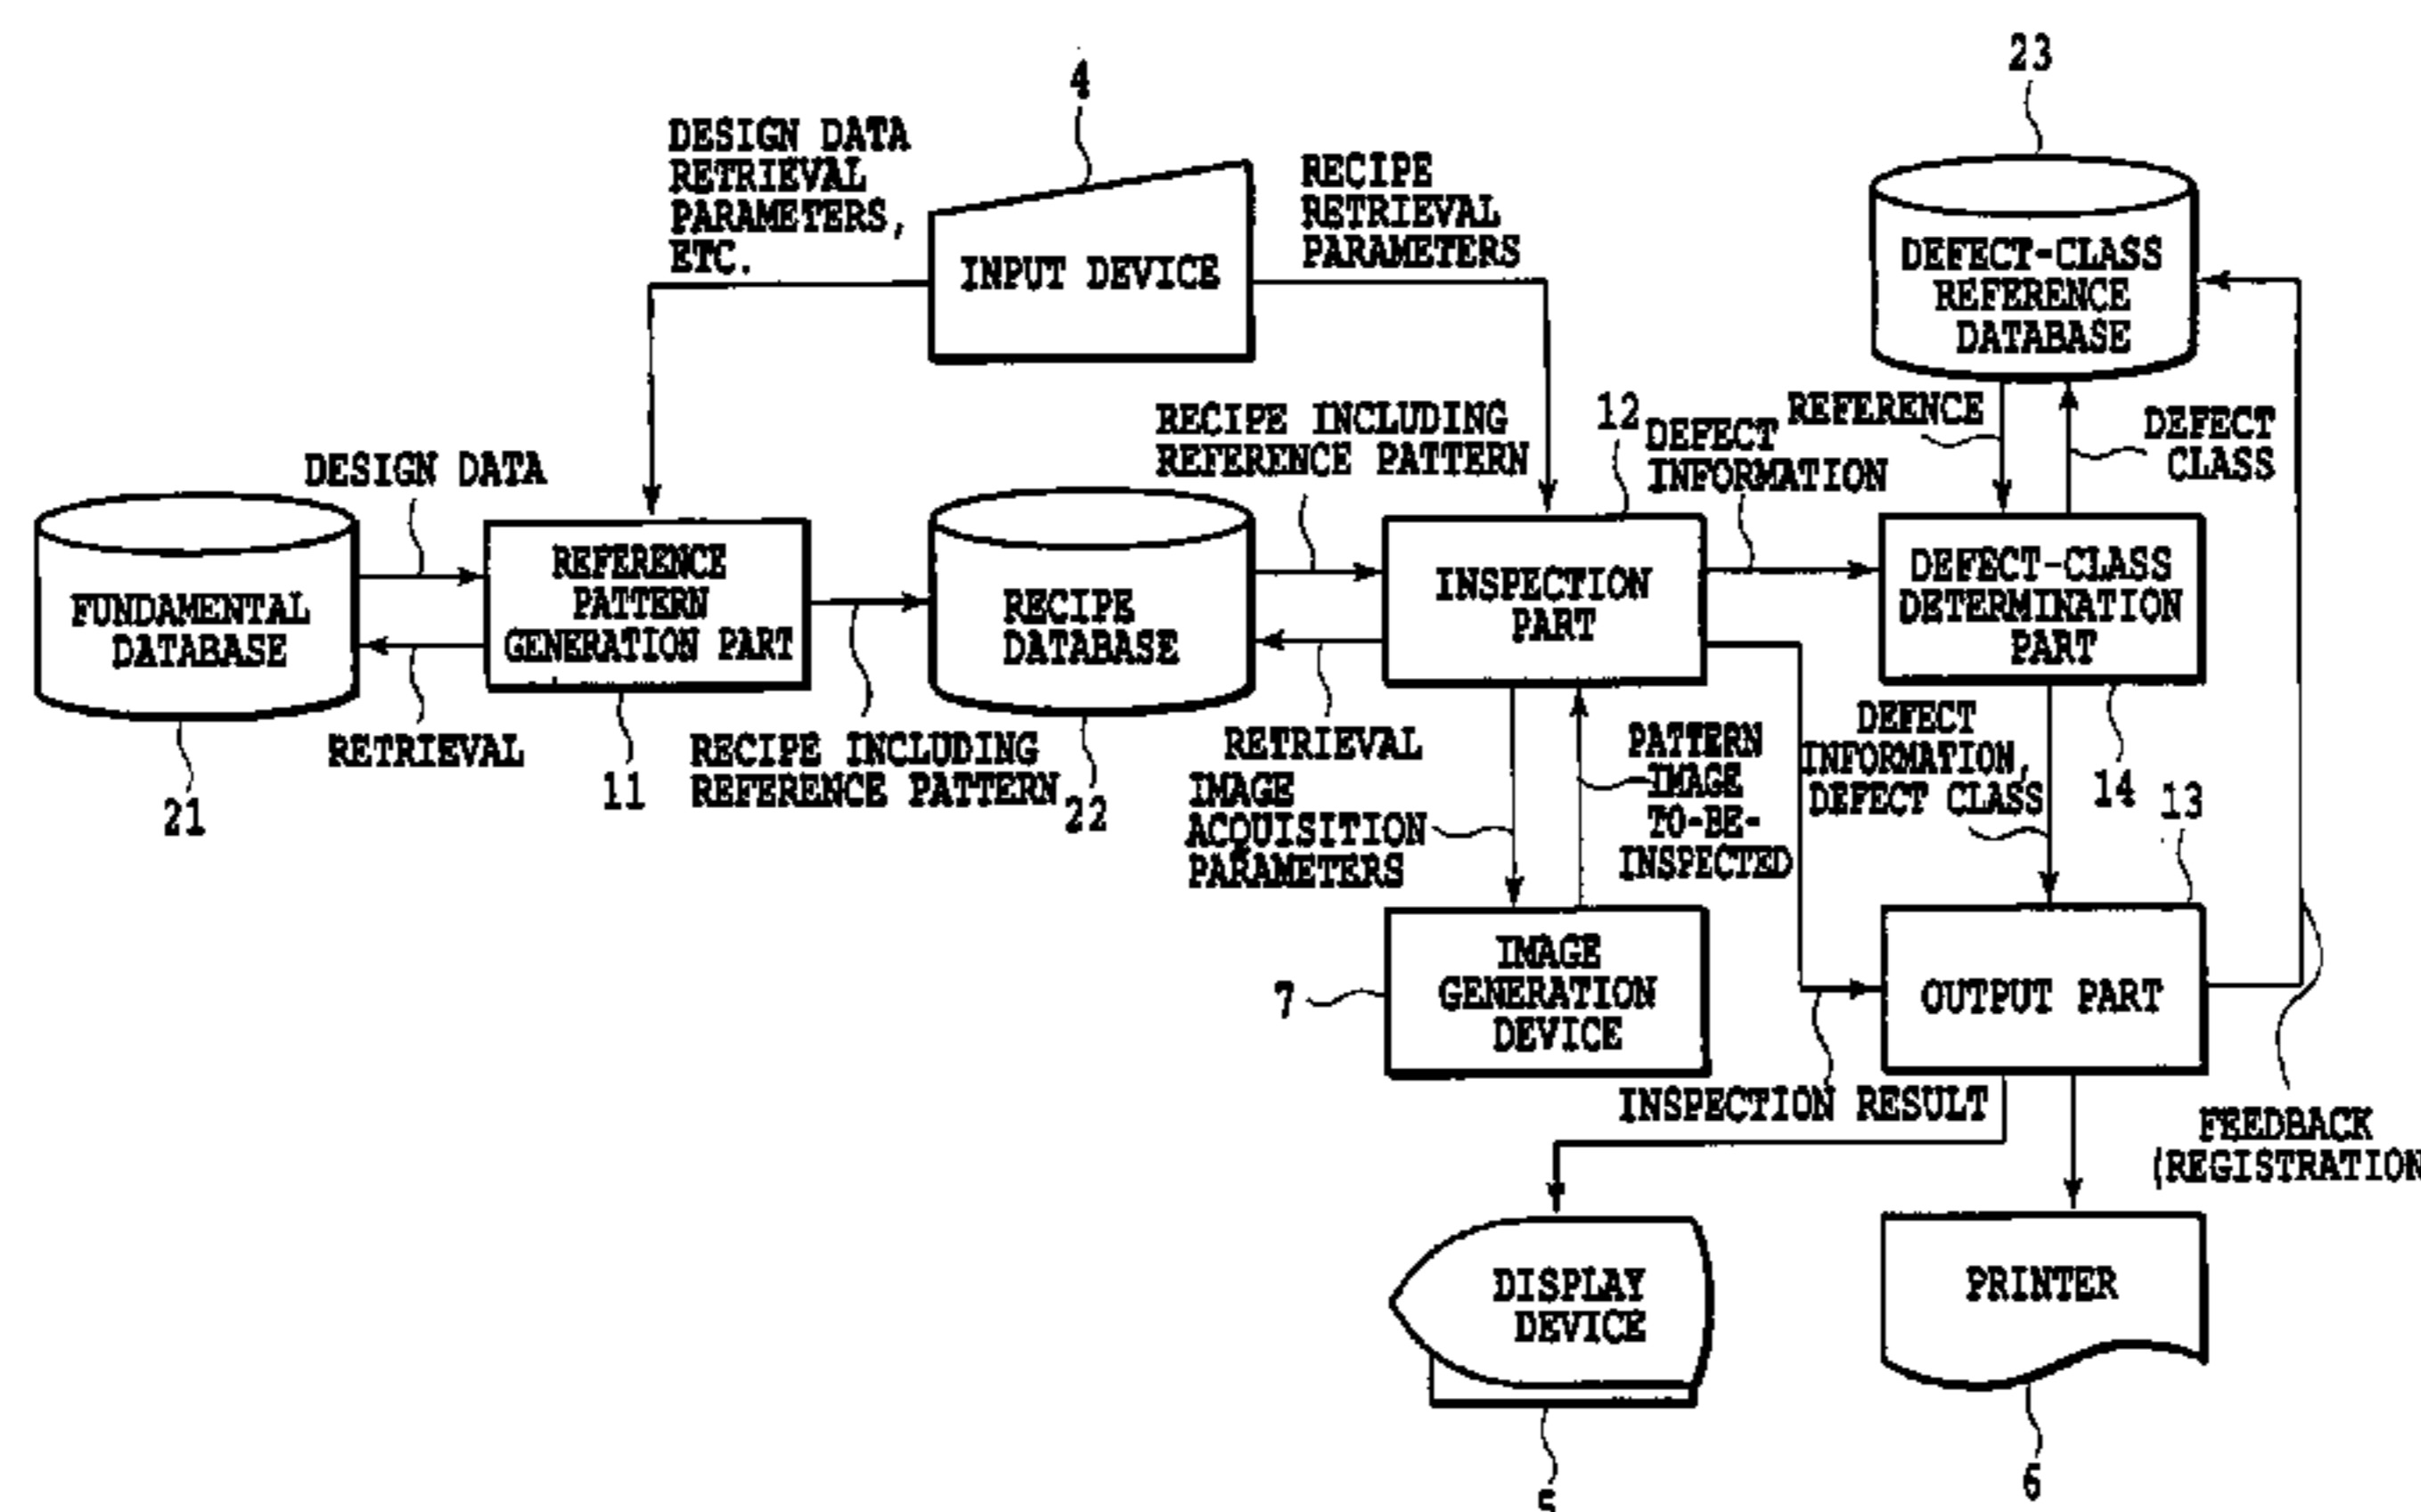 4
23
DESIGN DATA
RETRIEVAL
PARAMETERS,
ETC.
INPUT DEVICE
RECIPE
RETRIEVAL
PARAMETERS
DEFECT-CLASS
REFERENCE
DATABASE
DESIGN DATA
RECIPE INCLUDING
REFERENCE PATTERN
12
DEFECT
INFORMATION
REFERENCE
DEFECT
CLASS
FUNDAMENTAL
DATABASE
REFERENCE
PATTERN
GENERATION PART
RECIPE
DATABASE
INSPECTION
PART
DEFECT-CLASS
DETERMINATION
PART
21
RETRIEVAL
11
RECIPE INCLUDING
REFERENCE PATTERN
22
RETRIEVAL
IMAGE
ACQUISITION
PARAMETERS
PATTERN
IMAGE
TO-BE-
INSPECTED
DEFECT
INFORMATION,
DEFECT CLASS
14
13
7
IMAGE
GENERATION
DEVICE
OUTPUT PART
INSPECTION RESULT
FEEDBACK
(REGISTRATION
DISPLAY
DEVICE
PRINTER
6